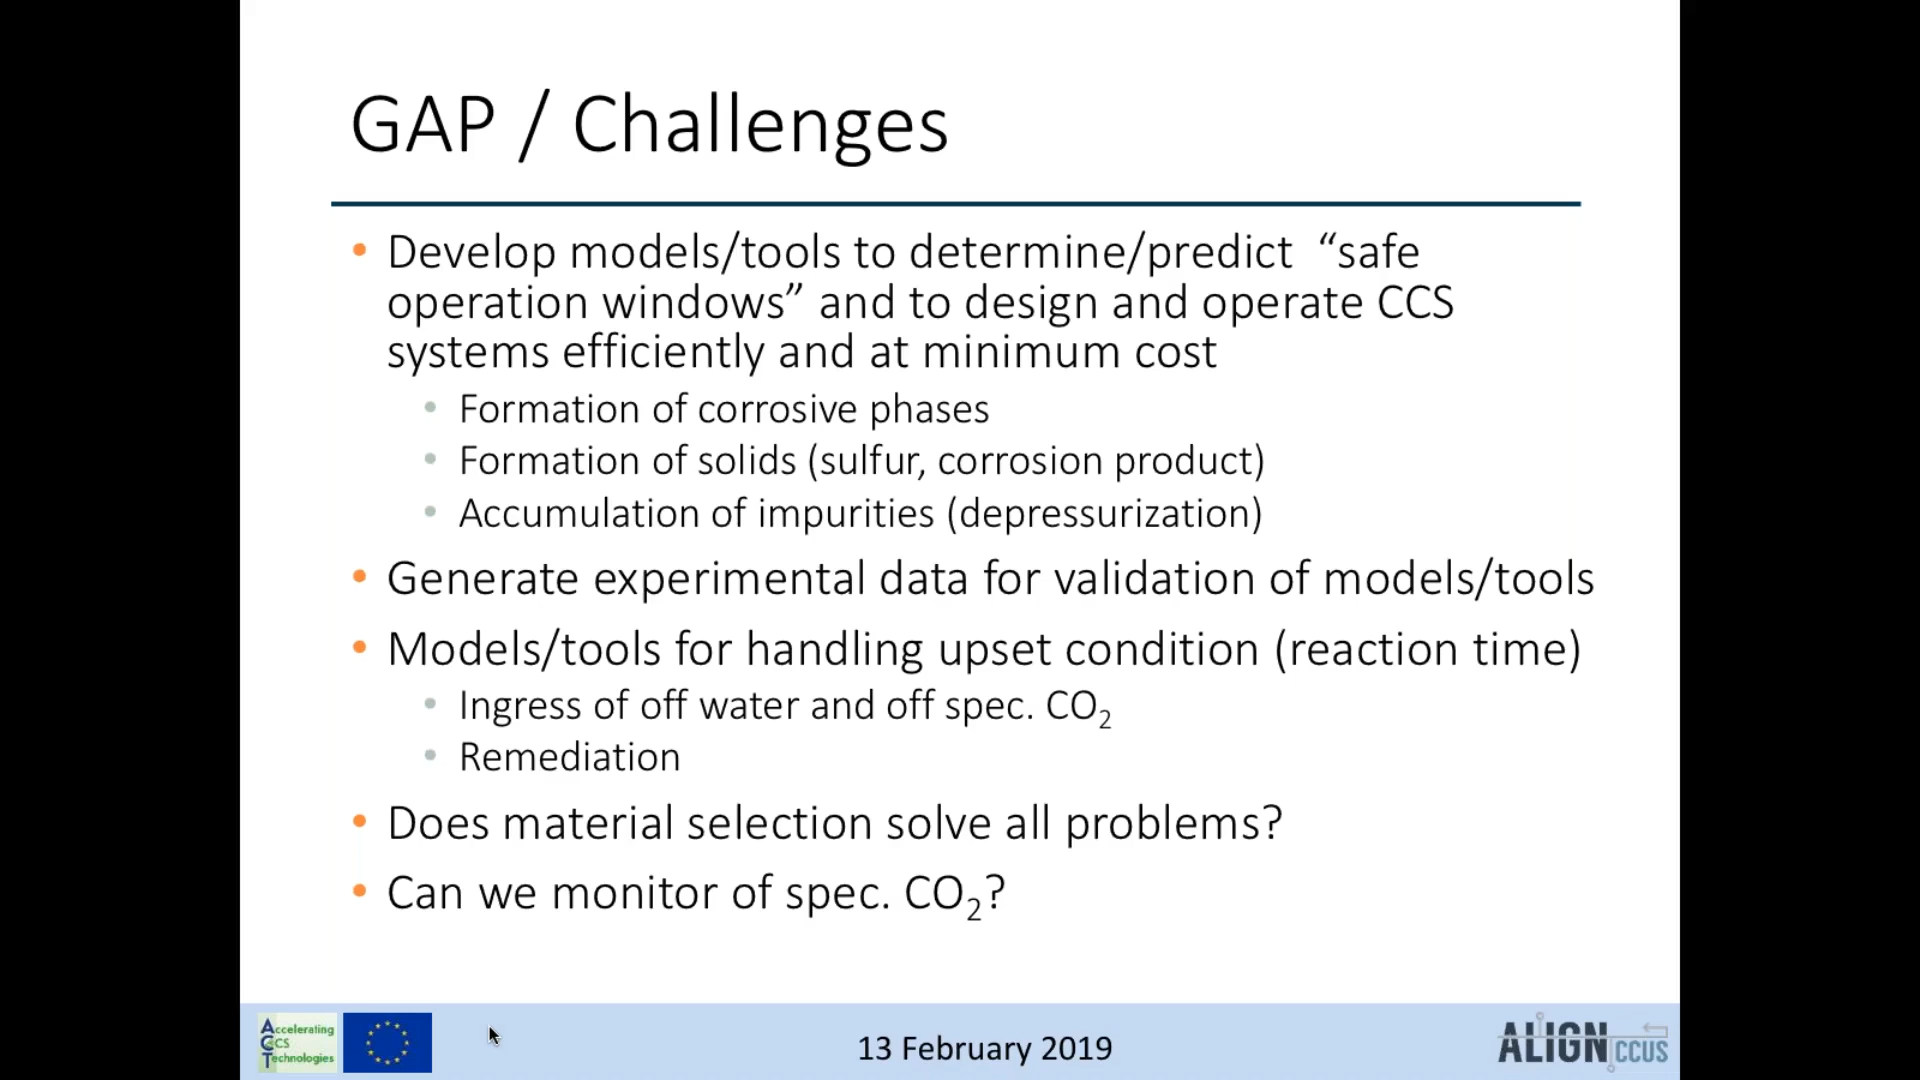 GAP / Challenges
• Develop models/tools to determine/predict “safe
operation windows” and to design and operate CCS
systems efficiently and at minimum cost
• Formation of corrosive phases
• Formation of solids (sulfur, corrosion product)
• Accumulation of impurities (depressurization)
• Generate experimental data for validation of models/tools
• Models/tools for handling upset condition (reaction time)
• Ingress of off water and off spec. CO₂
• Remediation
• Does material selection solve all problems?
• Can we monitor of spec. CO₂?
Accelerating
CCS
Technologies
13 February 2019
ALIGN CCUS